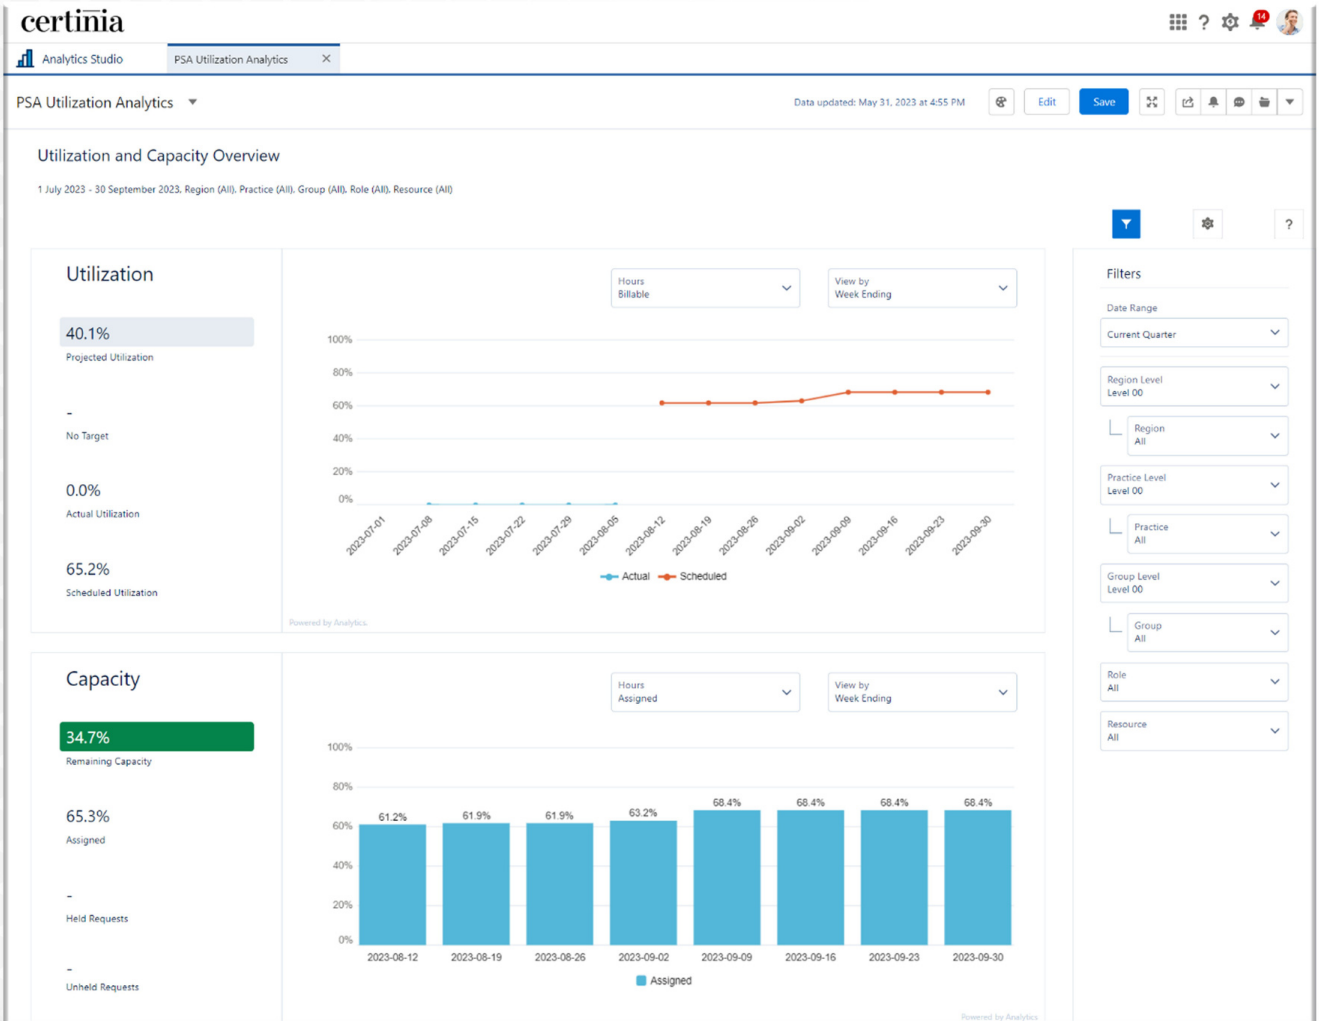 certinia
14
Analytics Studio
PSA Utilization Analytics
PSA Utilization Analytics
Data updated: May 31, 2023 at 4:55 PM
Edit
Save
Utilization and Capacity Overview
1 July 2023 - 30 September 2023, Region (All), Practice (All), Group (All), Role (All), Resource (All)
?
Utilization
40.1%
Projected Utilization
-
No Target
0.0%
Actual Utilization
65.2%
Scheduled Utilization
Hours
Billable
View by
Week Ending
100%
80%
60%
40%
20%
0%
2023-07-01
2023-07-08
2023-07-15
2023-07-22
2023-07-29
2023-08-05
2023-08-12
2023-08-19
2023-08-26
2023-09-02
2023-09-09
2023-09-16
2023-09-23
2023-09-30
Actual
Scheduled
Powered by Analytics.
Capacity
34.7%
Remaining Capacity
65.3%
Assigned
-
Held Requests
-
Unheld Requests
Hours
Assigned
View by
Week Ending
100%
80%
60%
40%
20%
0%
61.2%
61.9%
61.9%
63.2%
68.4%
68.4%
68.4%
68.4%
2023-08-12
2023-08-19
2023-08-26
2023-09-02
2023-09-09
2023-09-16
2023-09-23
2023-09-30
Assigned
Powered by Analytics
Filters
Date Range
Current Quarter
Region Level
Level 00
Region
All
Practice Level
Level 00
Practice
All
Group Level
Level 00
Group
All
Role
All
Resource
All